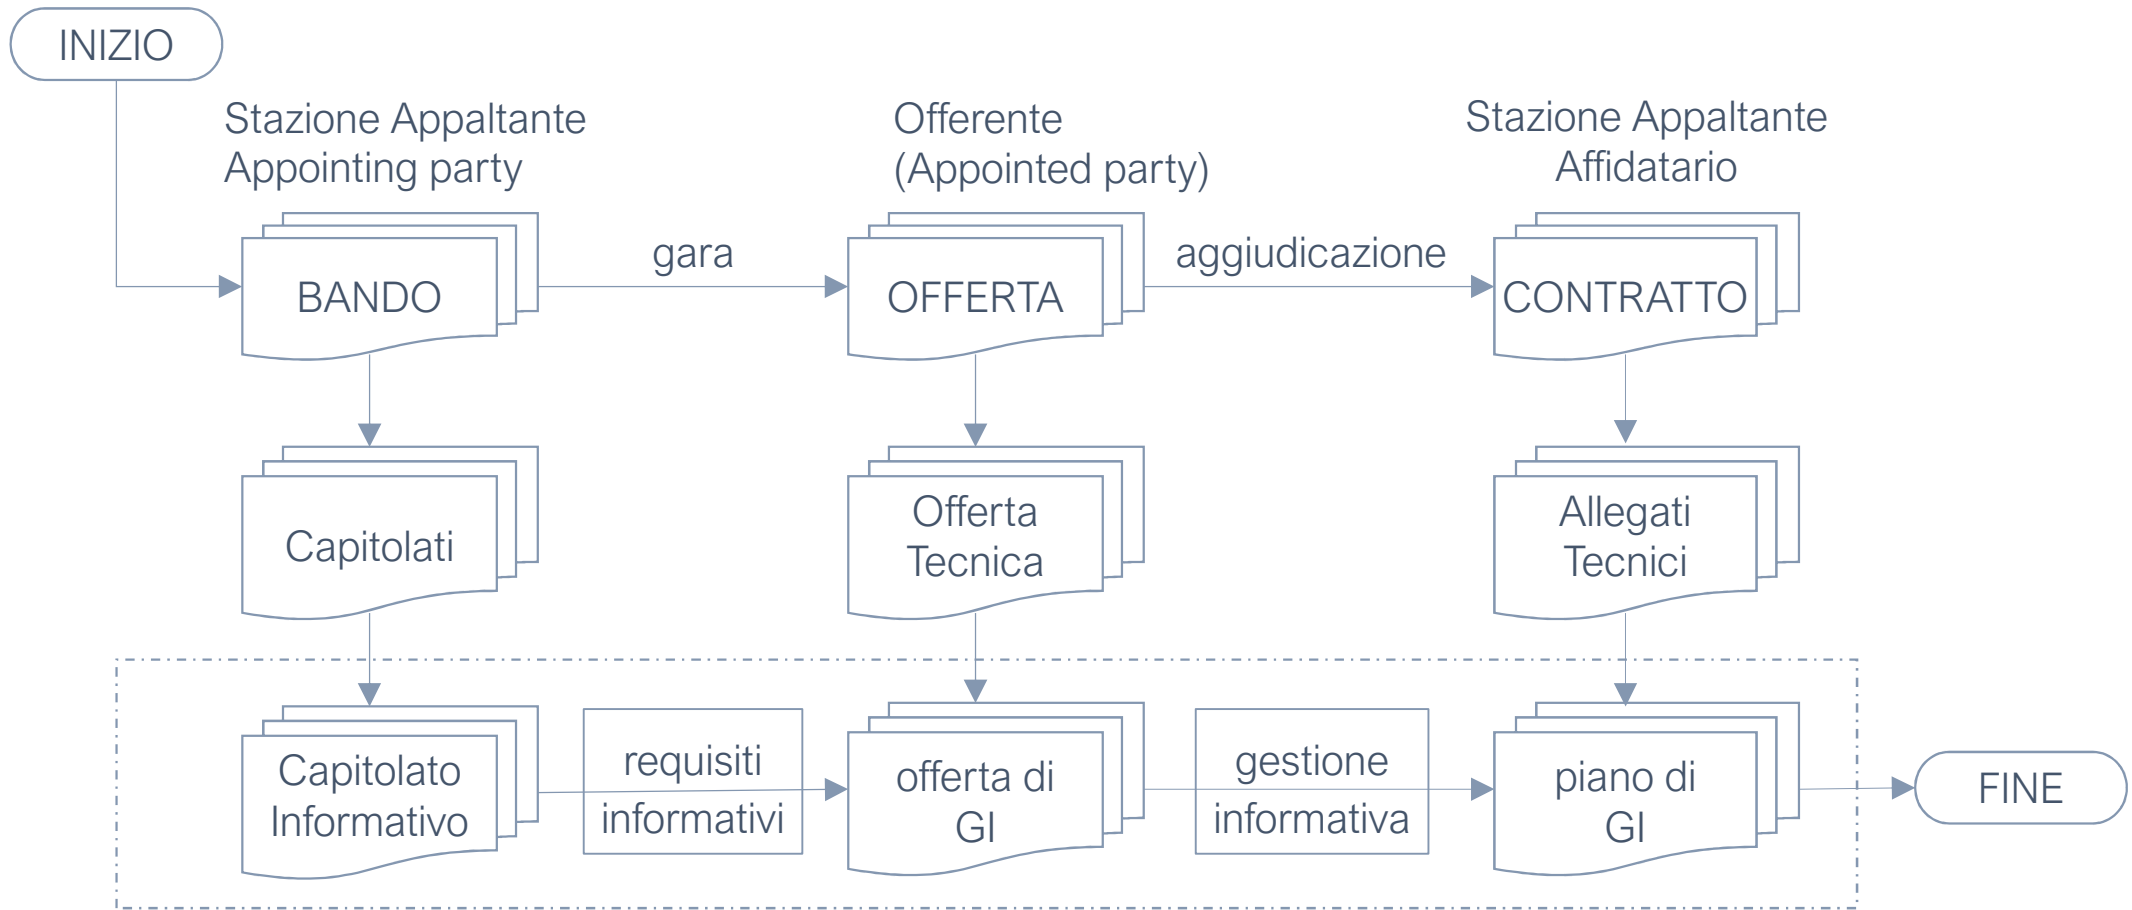 INIZIO
Stazione Appaltante
Appointing party
Offerente
(Appointed party)
Stazione Appaltante
Affidatario
BANDO
gara
OFFERTA
aggiudicazione
CONTRATTO
Capitolati
Offerta
Tecnica
Allegati
Tecnici
Capitolato
Informativo
requisiti
informativi
offerta di
GI
gestione
informativa
piano di
GI
FINE